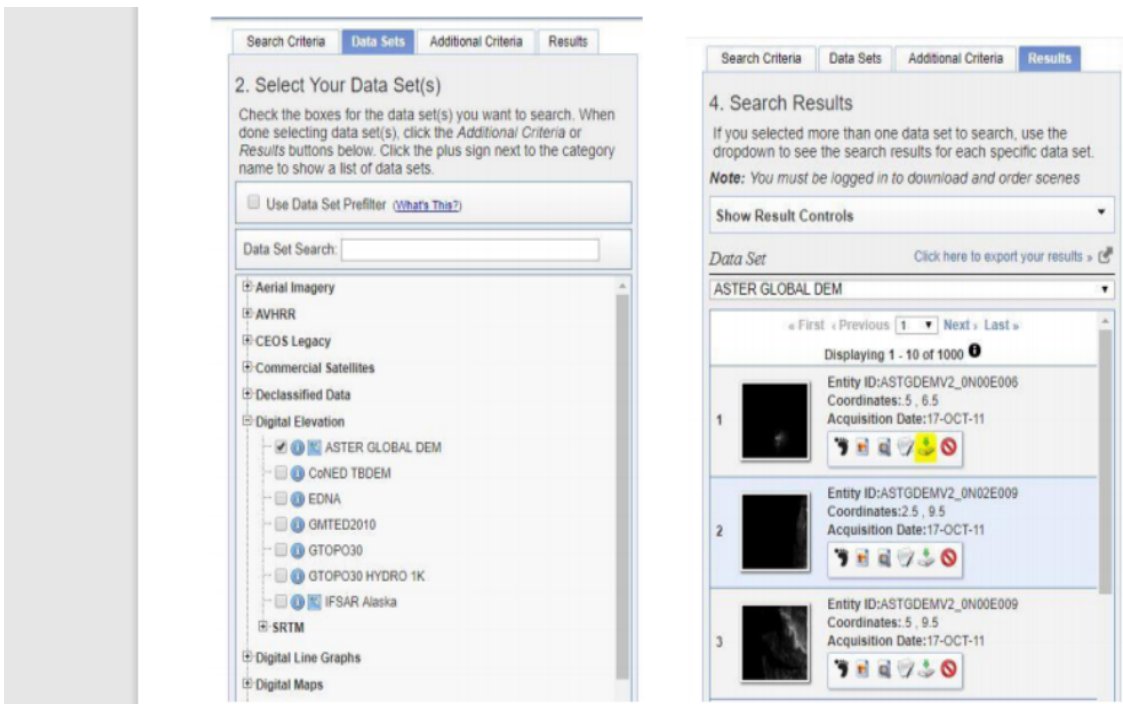 Search Criteria Data Sets Additional Criteria Results
2. Select Your Data Set(s)
Check the boxes for the data set(s) you want to search. When
done selecting data set(s), click the Additional Criteria or
Results buttons below. Click the plus sign next to the category
name to show a list of data sets.
Use Data Set Prefilter (What's This?)
Data Set Search:
Aerial Imagery
AVHRR
CEOS Legacy
Commercial Satellites
Declassified Data
Digital Elevation
ASTER GLOBAL DEM
CoNED TBDEM
EDNA
GMTED2010
GTOPO30
GTOPO30 HYDRO 1K
IFSAR Alaska
SRTM
Digital Line Graphs
Digital Maps
Search Criteria Data Sets Additional Criteria Results
4. Search Results
If you selected more than one data set to search, use the
dropdown to see the search results for each specific data set.
Note: You must be logged in to download and order scenes
Show Result Controls
Data Set Click here to export your results »
ASTER GLOBAL DEM
« First ‹ Previous 1 Next › Last »
Displaying 1 - 10 of 1000
1
Entity ID:ASTGDEMV2_0N00E006
Coordinates:.5 , 6.5
Acquisition Date:17-OCT-11
2
Entity ID:ASTGDEMV2_0N02E009
Coordinates:2.5 , 9.5
Acquisition Date:17-OCT-11
3
Entity ID:ASTGDEMV2_0N00E009
Coordinates:.5 , 9.5
Acquisition Date:17-OCT-11